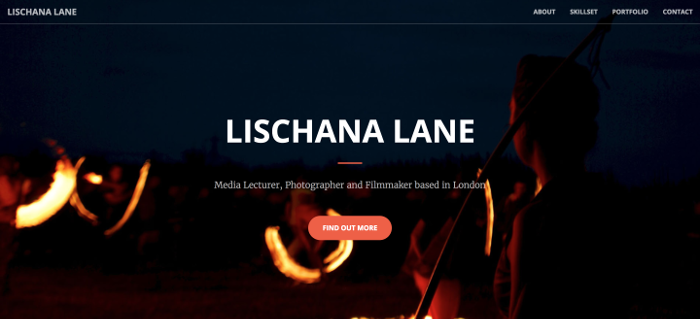 LISCHANA LANE
ABOUT
SKILLSET
PORTFOLIO
CONTACT
LISCHANA LANE
Media Lecturer, Photographer and Filmmaker based in London
FIND OUT MORE